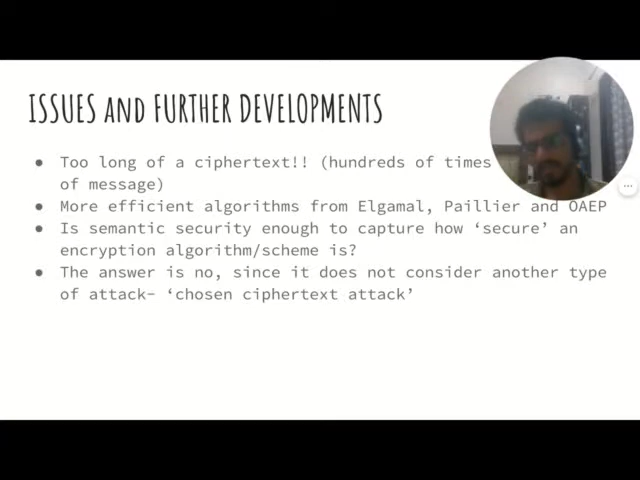 ISSUES and FURTHER DEVELOPMENTS
● Too long of a ciphertext!! (hundreds of times
of message)
● More efficient algorithms from Elgamal, Paillier and OAEP
● Is semantic security enough to capture how ‘secure’ an
encryption algorithm/scheme is?
● The answer is no, since it does not consider another type
of attack– ‘chosen ciphertext attack’